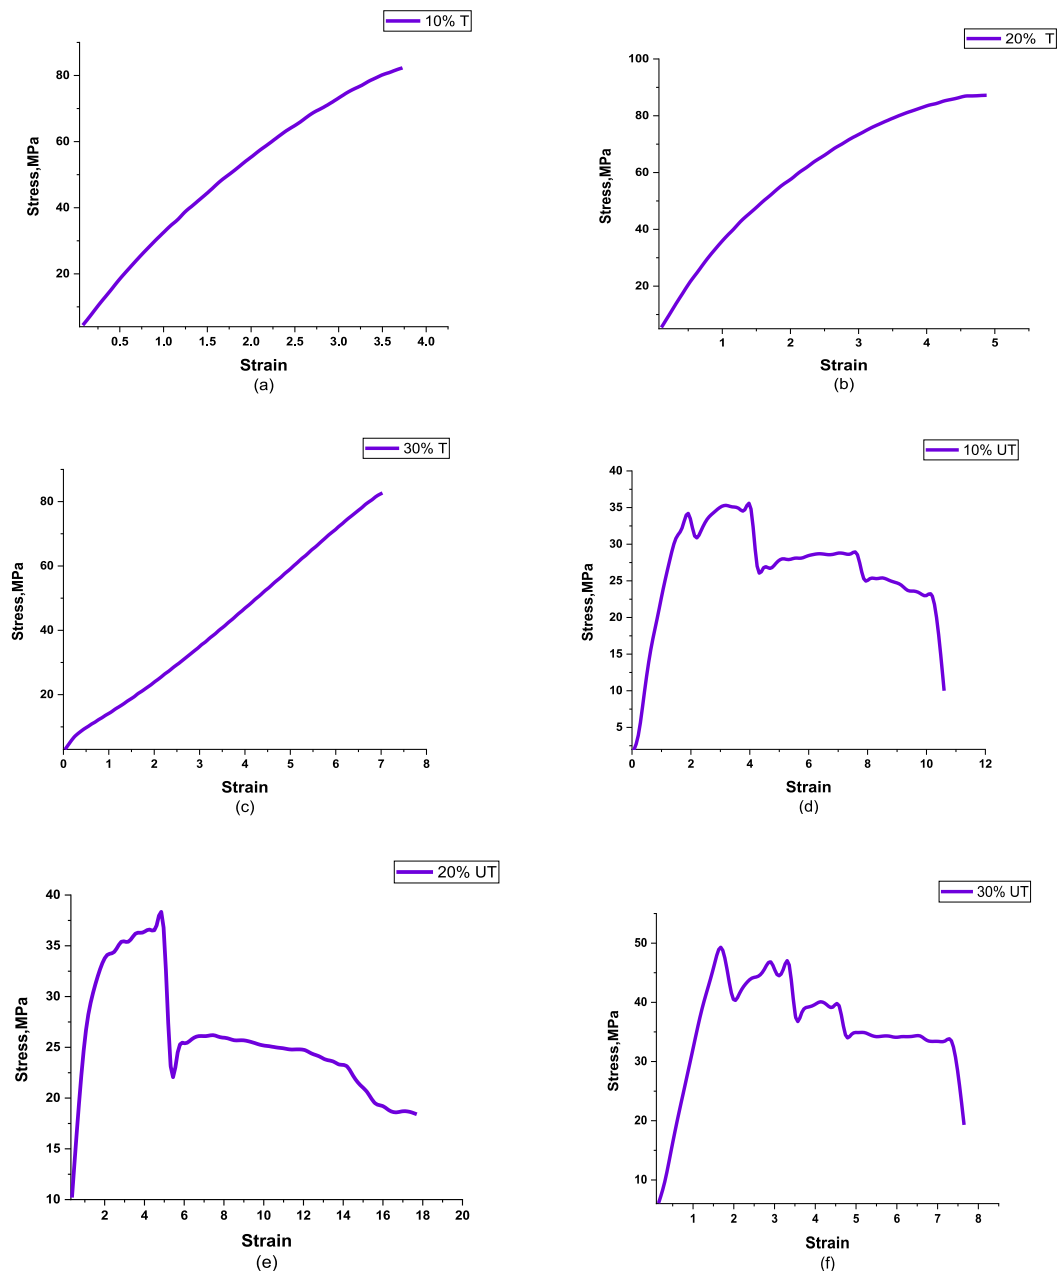 10% T
80
60
40
20
Stress,MPa
0.5 1.0 1.5 2.0 2.5 3.0 3.5 4.0
Strain
(a)
20%  T
100
80
60
40
20
Stress,MPa
1 2 3 4 5
Strain
(b)
30% T
80
60
40
20
Stress,MPa
0 1 2 3 4 5 6 7 8
Strain
(c)
10% UT
40
35
30
25
20
15
10
5
Stress,MPa
0 2 4 6 8 10 12
Strain
(d)
20% UT
40
35
30
25
20
15
10
Stress,MPa
2 4 6 8 10 12 14 16 18 20
Strain
(e)
30% UT
50
40
30
20
10
Stress,MPa
1 2 3 4 5 6 7 8
Strain
(f)